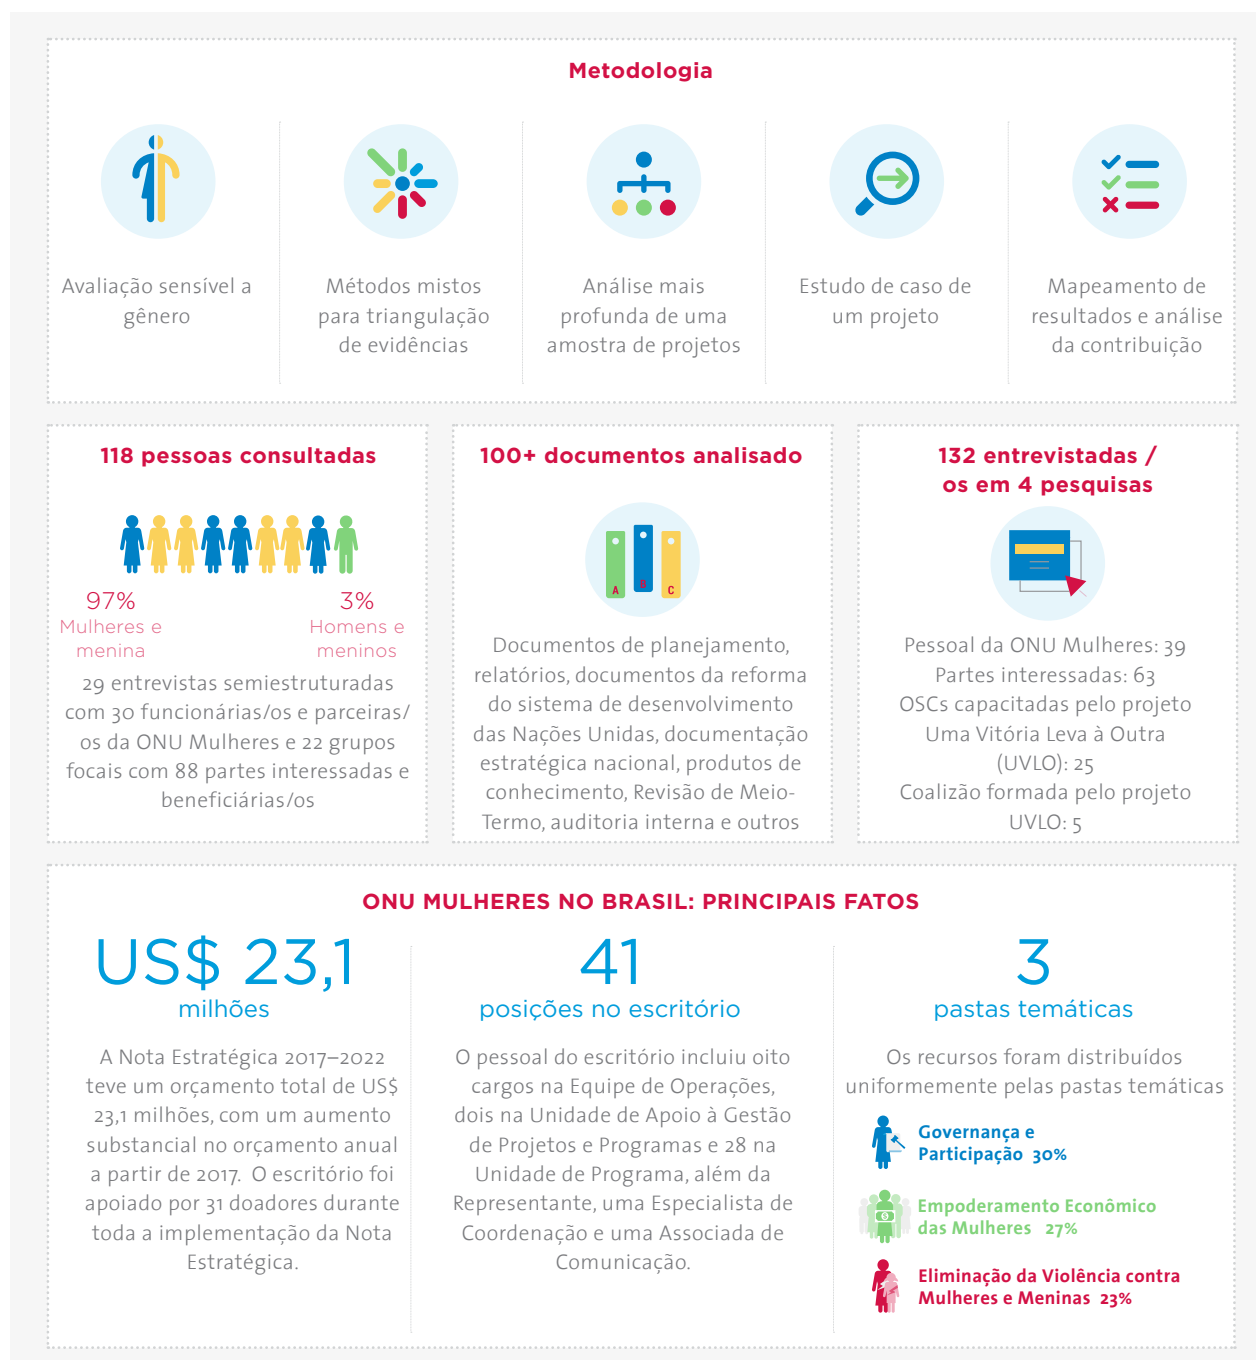 Metodologia
Avaliação sensível a
gênero
Métodos mistos
para triangulação
de evidências
Análise mais
profunda de uma
amostra de projetos
Estudo de caso de
um projeto
Mapeamento de
resultados e análise
da contribuição
118 pessoas consultadas
97%
Mulheres e
menina
3%
Homens e
meninos
29 entrevistas semiestruturadas
com 30 funcionárias/os e parceiras/
os da ONU Mulheres e 22 grupos
focais com 88 partes interessadas e
beneficiárias/os
100+ documentos analisado
A
B
C
Documentos de planejamento,
relatórios, documentos da reforma
do sistema de desenvolvimento
das Nações Unidas, documentação
estratégica nacional, produtos de
conhecimento, Revisão de Meio-
Termo, auditoria interna e outros
132 entrevistadas /
os em 4 pesquisas
Pessoal da ONU Mulheres: 39
Partes interessadas: 63
OSCs capacitadas pelo projeto
Uma Vitória Leva à Outra
(UVLO): 25
Coalizão formada pelo projeto
UVLO: 5
ONU MULHERES NO BRASIL: PRINCIPAIS FATOS
US$ 23,1
milhões
A Nota Estratégica 2017–2022
teve um orçamento total de US$
23,1 milhões, com um aumento
substancial no orçamento anual
a partir de 2017. O escritório foi
apoiado por 31 doadores durante
toda a implementação da Nota
Estratégica.
41
posições no escritório
O pessoal do escritório incluiu oito
cargos na Equipe de Operações,
dois na Unidade de Apoio à Gestão
de Projetos e Programas e 28 na
Unidade de Programa, além da
Representante, uma Especialista de
Coordenação e uma Associada de
Comunicação.
3
pastas temáticas
Os recursos foram distribuídos
uniformemente pelas pastas temáticas
Governança e
Participação 30%
Empoderamento Econômico
das Mulheres 27%
Eliminação da Violência contra
Mulheres e Meninas 23%